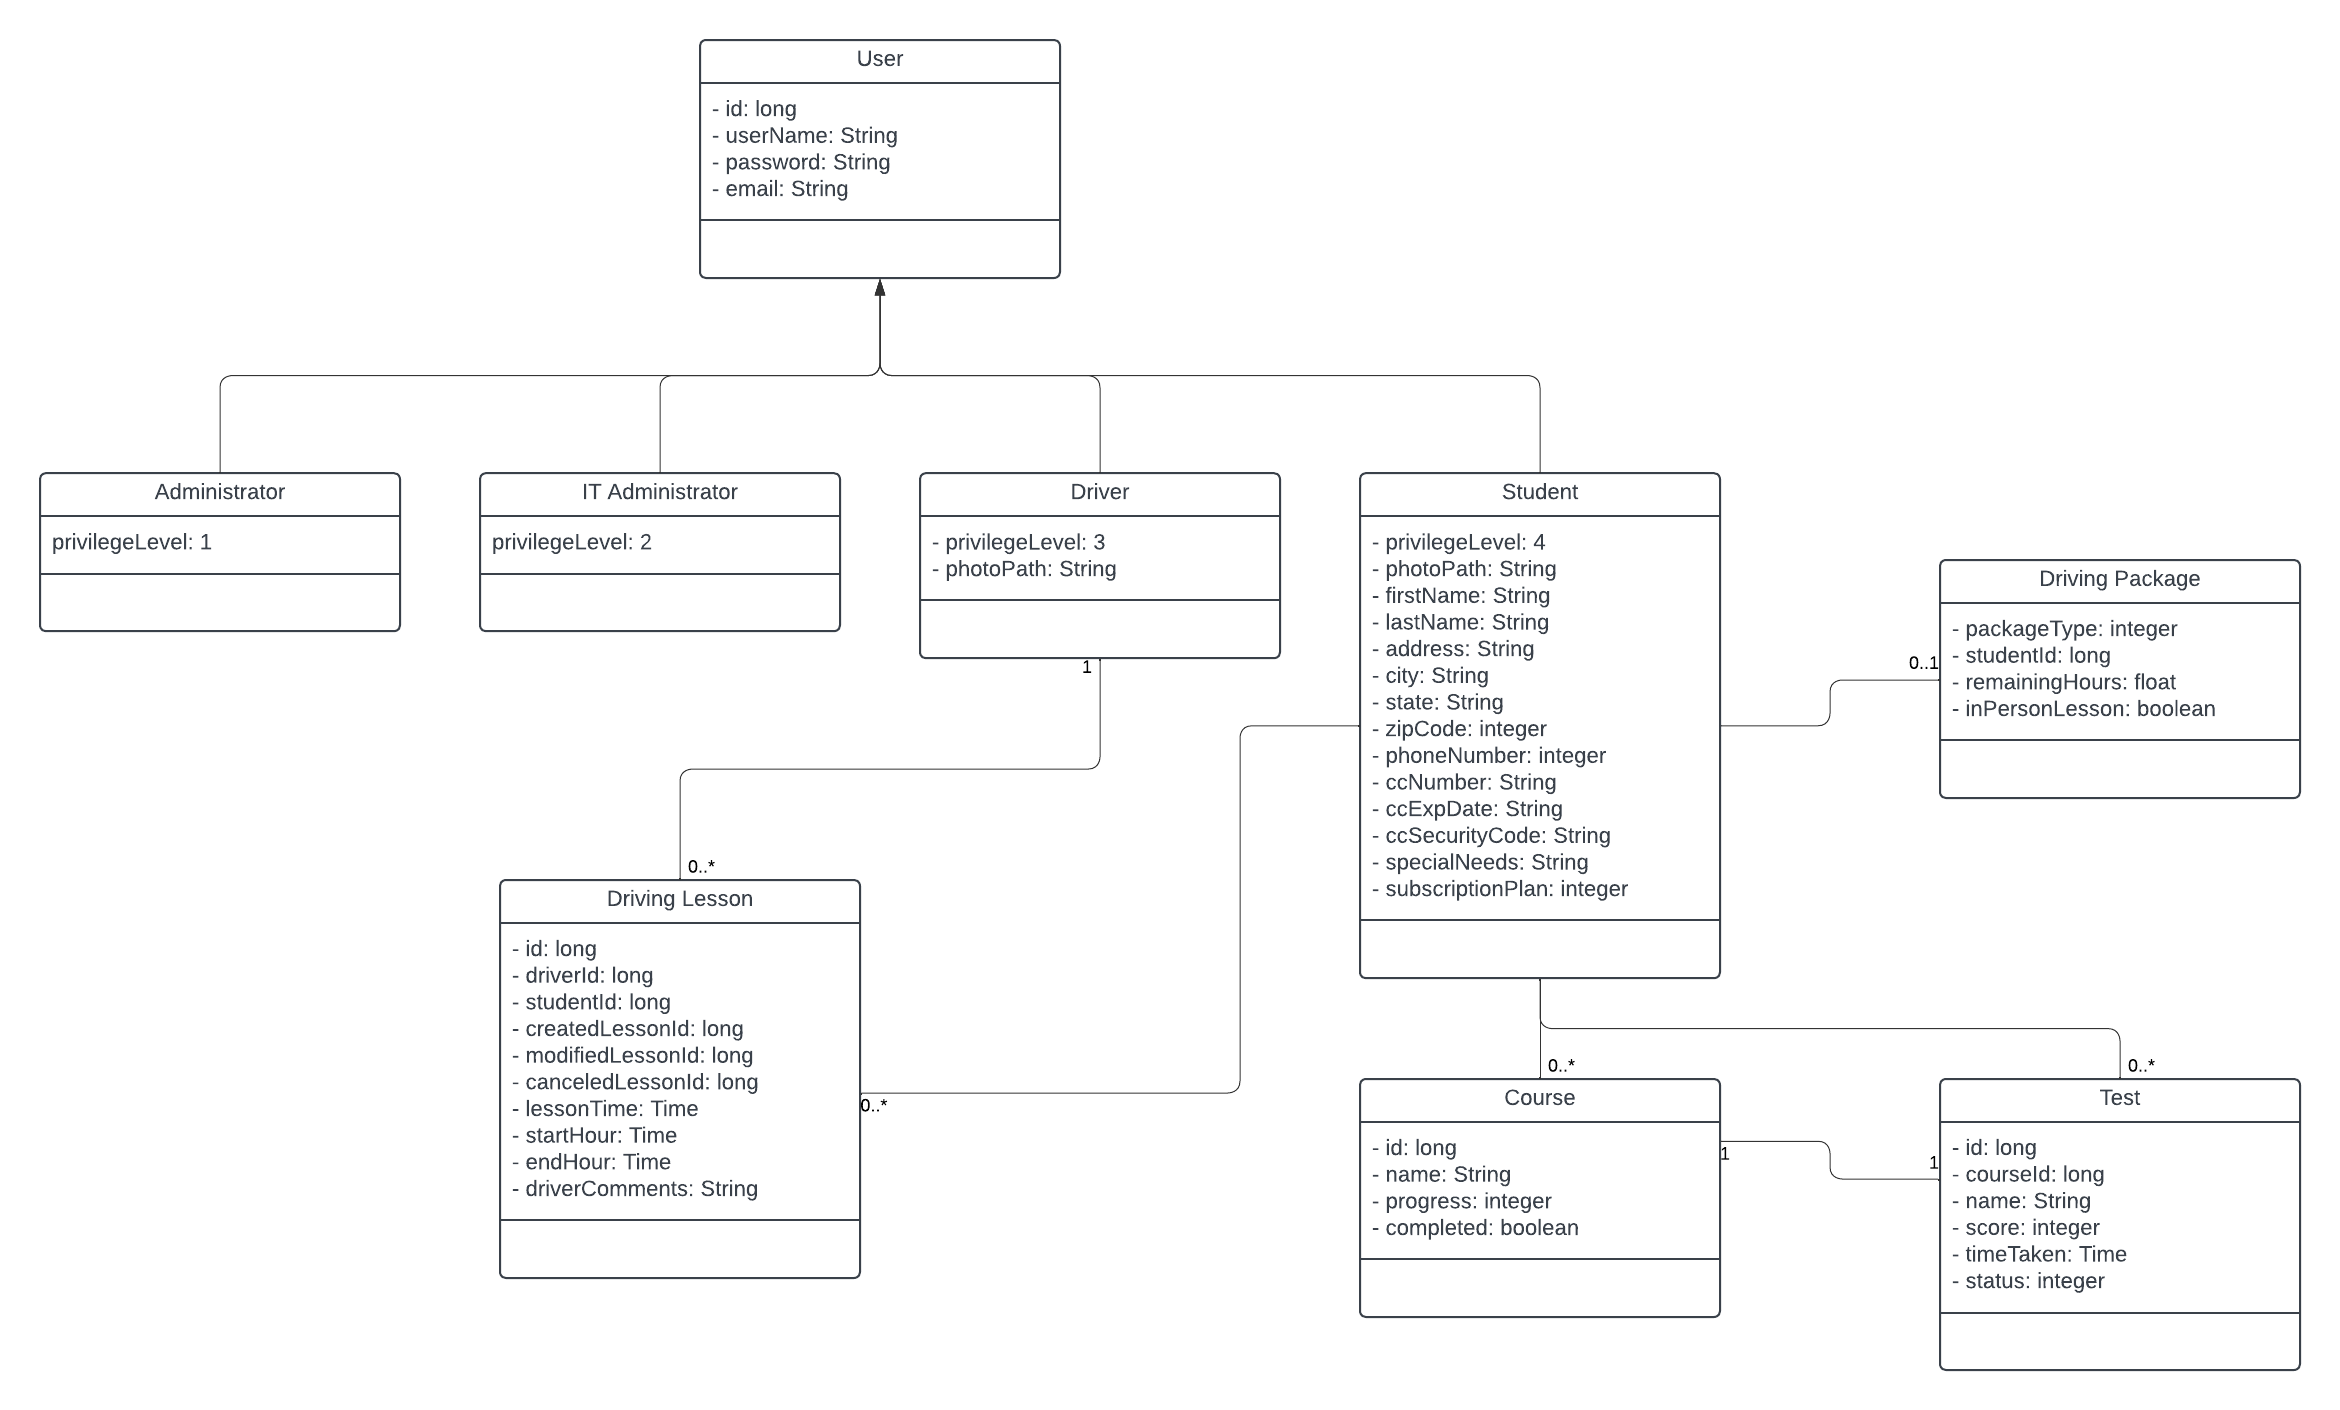 User
- id: long
- userName: String
- password: String
- email: String
Administrator
privilegeLevel: 1
IT Administrator
privilegeLevel: 2
Driver
- privilegeLevel: 3
- photoPath: String
1
Student
- privilegeLevel: 4
- photoPath: String
- firstName: String
- lastName: String
- address: String
- city: String
- state: String
- zipCode: integer
- phoneNumber: integer
- ccNumber: String
- ccExpDate: String
- ccSecurityCode: String
- specialNeeds: String
- subscriptionPlan: integer
0..1
Driving Package
- packageType: integer
- studentId: long
- remainingHours: float
- inPersonLesson: boolean
0..*
Driving Lesson
- id: long
- driverId: long
- studentId: long
- createdLessonId: long
- modifiedLessonId: long
- canceledLessonId: long
- lessonTime: Time
- startHour: Time
- endHour: Time
- driverComments: String
0..*
0..*
Course
- id: long
- name: String
- progress: integer
- completed: boolean
1
1
0..*
Test
- id: long
- courseId: long
- name: String
- score: integer
- timeTaken: Time
- status: integer